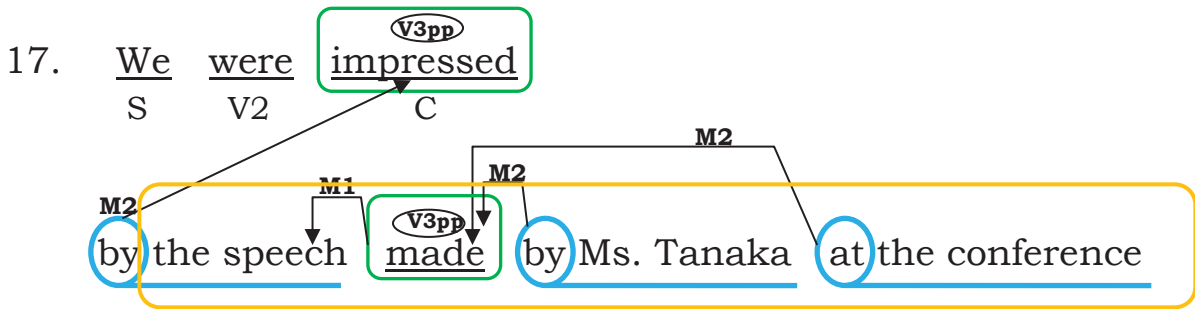 V3pp
17. We were impressed
S V2 C
M2
M1 M2
M2 V3pp
by the speech made by Ms. Tanaka at the conference